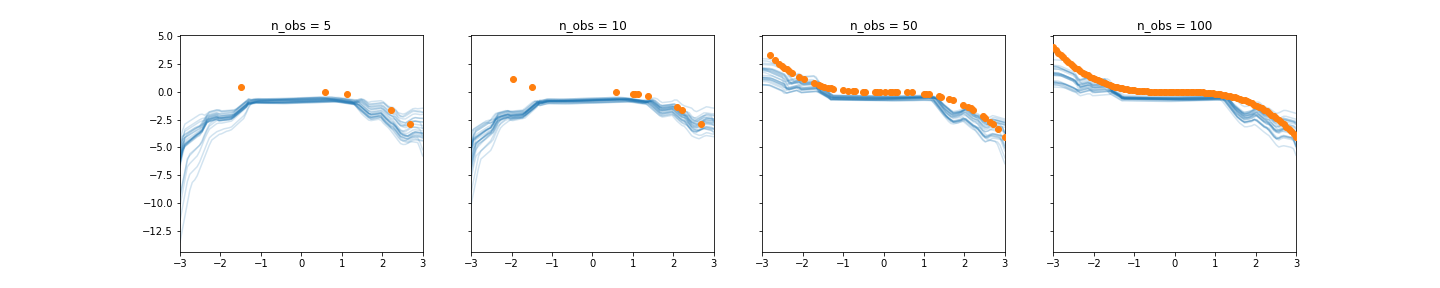 n_obs = 5
n_obs = 10
n_obs = 50
n_obs = 100
5.0
2.5
0.0
−2.5
−5.0
−7.5
−10.0
−12.5
−3 −2 −1 0 1 2 3
−3 −2 −1 0 1 2 3
−3 −2 −1 0 1 2 3
−3 −2 −1 0 1 2 3